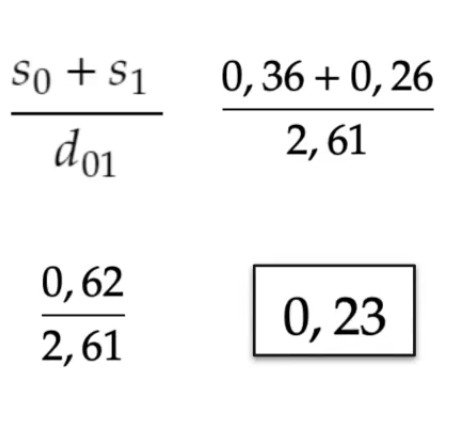 s₀ + s₁
d₀₁
0, 36 + 0, 26
2, 61
0, 62
2, 61
0, 23